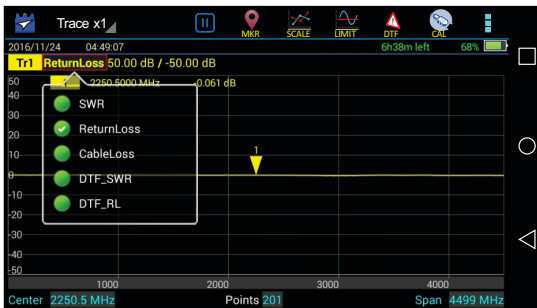 Trace x1
MKR SCALE LIMIT DTF CAL
2016/11/24 04:49:07 6h38m left 68%
Tr1 ReturnLoss 50.00 dB / -50.00 dB
50 2250.5000 MHz -0.061 dB
40 SWR
30 ReturnLoss
20 CableLoss
10 1
0 DTF_SWR
-10
-20 DTF_RL
-30
-40
-50
1000 2000 3000 4000
Center 2250.5 MHz Points 201 Span 4499 MHz